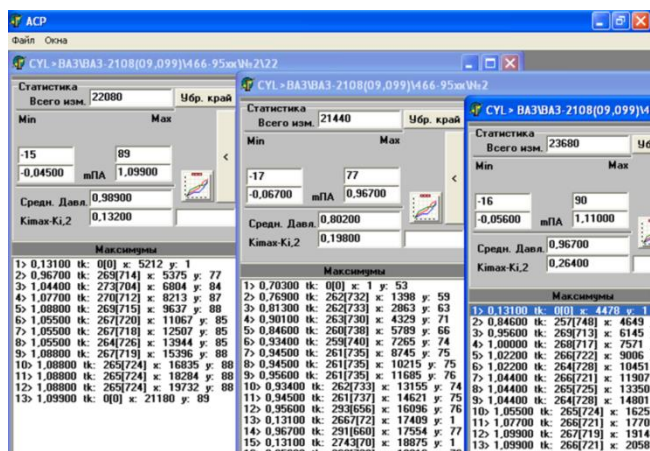 ACP
Файл Окна
CYL > ВАЗ\ВАЗ-2108(09,099)\466-95xx\№2\22
Статистика
Всего изм. 22080 Убр. край
Min Max
-15 89
-0,04500 мПА 1,09900 <
Средн. Давл. 0,98900
Kimax-Ki,2 0,13200
Максимумы
1> 0,13100 tk: 0[0] x: 5212 y: 1
2> 0,96700 tk: 269[714] x: 5375 y: 77
3> 1,04400 tk: 273[704] x: 6804 y: 84
4> 1,07700 tk: 270[712] x: 8213 y: 87
5> 1,08800 tk: 269[715] x: 9637 y: 88
6> 1,05500 tk: 267[720] x: 11067 y: 85
7> 1,05500 tk: 267[718] x: 12507 y: 85
8> 1,05500 tk: 264[726] x: 13944 y: 85
9> 1,08800 tk: 267[719] x: 15396 y: 88
10> 1,08800 tk: 265[724] x: 16835 y: 88
11> 1,08800 tk: 265[724] x: 18284 y: 88
12> 1,08800 tk: 265[724] x: 19732 y: 88
13> 1,09900 tk: 0[0] x: 21180 y: 89
CYL > ВАЗ\ВАЗ-2108(09,099)\466-95xx\№2
Статистика
Всего изм. 21440 Убр. край
Min Max
-17 77
-0,06700 мПА 0,96700 <
Средн. Давл. 0,80200
Kimax-Ki,2 0,19800
Максимумы
1> 0,70300 tk: 0[0] x: 1 y: 53
2> 0,76900 tk: 262[732] x: 1398 y: 59
3> 0,81300 tk: 262[733] x: 2863 y: 63
4> 0,90100 tk: 263[730] x: 4329 y: 71
5> 0,84600 tk: 260[738] x: 5789 y: 66
6> 0,93400 tk: 259[740] x: 7265 y: 74
7> 0,94500 tk: 261[735] x: 8745 y: 75
8> 0,94500 tk: 261[735] x: 10215 y: 75
9> 0,95600 tk: 261[735] x: 11685 y: 76
10> 0,93400 tk: 262[733] x: 13155 y: 74
11> 0,94500 tk: 261[737] x: 14621 y: 75
12> 0,95600 tk: 293[656] x: 16096 y: 76
13> 0,13100 tk: 2667[72] x: 17409 y: 1
14> 0,96700 tk: 291[660] x: 17554 y: 77
15> 0,13100 tk: 2743[70] x: 18875 y: 1
CYL > ВАЗ\ВАЗ-2108(09,099)\4
Статистика
Всего изм. 23680 Уб
Min Max
-16 90
-0,05600 мПА 1,11000
Средн. Давл. 0,96700
Kimax-Ki,2 0,26400
Максимумы
1> 0,13100 tk: 0[0] x: 4478 y: 1
2> 0,84600 tk: 257[748] x: 4649
3> 0,95600 tk: 269[713] x: 6145
4> 1,00000 tk: 268[717] x: 7571
5> 1,02200 tk: 266[722] x: 9006
6> 1,02200 tk: 264[728] x: 10451
7> 1,04400 tk: 266[721] x: 11907
8> 1,04400 tk: 265[725] x: 13350
9> 1,04400 tk: 264[728] x: 14801
10> 1,05500 tk: 265[724] x: 1625
11> 1,07700 tk: 266[721] x: 1770
12> 1,09900 tk: 267[719] x: 1914
13> 1,09900 tk: 266[721] x: 2058